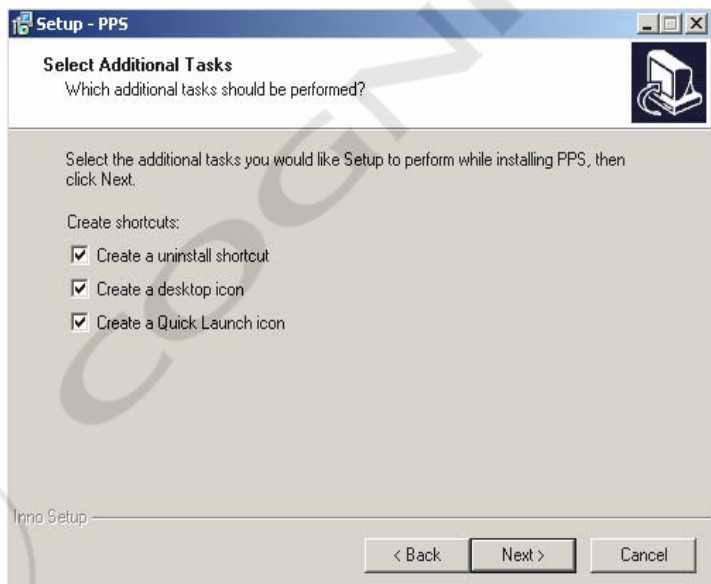 Setup - PPS
Select Additional Tasks
Which additional tasks should be performed?
Select the additional tasks you would like Setup to perform while installing PPS, then
click Next.
Create shortcuts:
Create a uninstall shortcut
Create a desktop icon
Create a Quick Launch icon
Inno Setup
< Back
Next >
Cancel